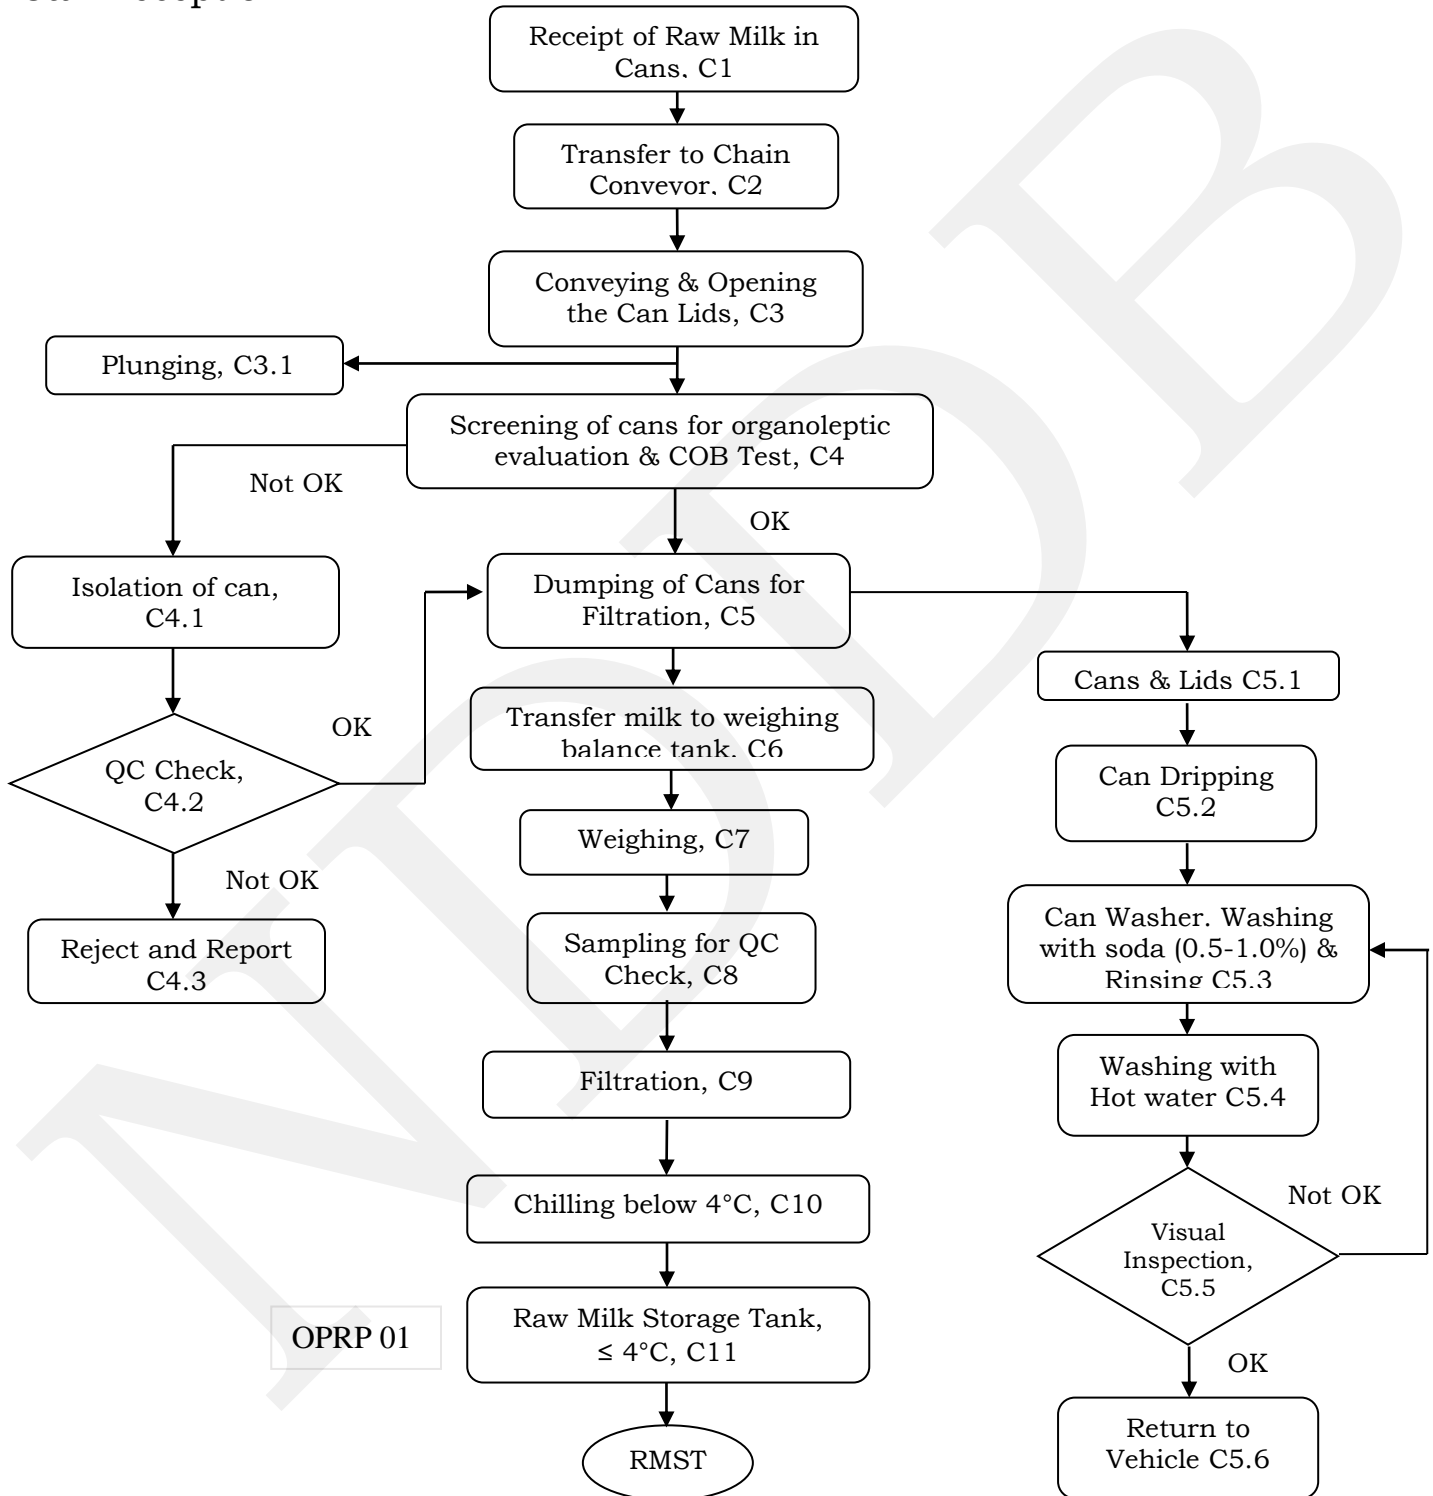 Receipt of Raw Milk in
Cans, C1
Transfer to Chain
Conveyor, C2
Conveying & Opening
the Can Lids, C3
Plunging, C3.1
Screening of cans for organoleptic
evaluation & COB Test, C4
Not OK
OK
Isolation of can,
C4.1
Dumping of Cans for
Filtration, C5
Cans & Lids C5.1
OK
QC Check,
C4.2
Transfer milk to weighing
balance tank, C6
Can Dripping
C5.2
Weighing, C7
Not OK
Reject and Report
C4.3
Sampling for QC
Check, C8
Can Washer. Washing
with soda (0.5-1.0%) &
Rinsing C5.3
Filtration, C9
Washing with
Hot water C5.4
Chilling below 4°C, C10
Not OK
Visual
Inspection,
C5.5
OPRP 01
Raw Milk Storage Tank,
≤ 4°C, C11
OK
RMST
Return to
Vehicle C5.6
NDDB